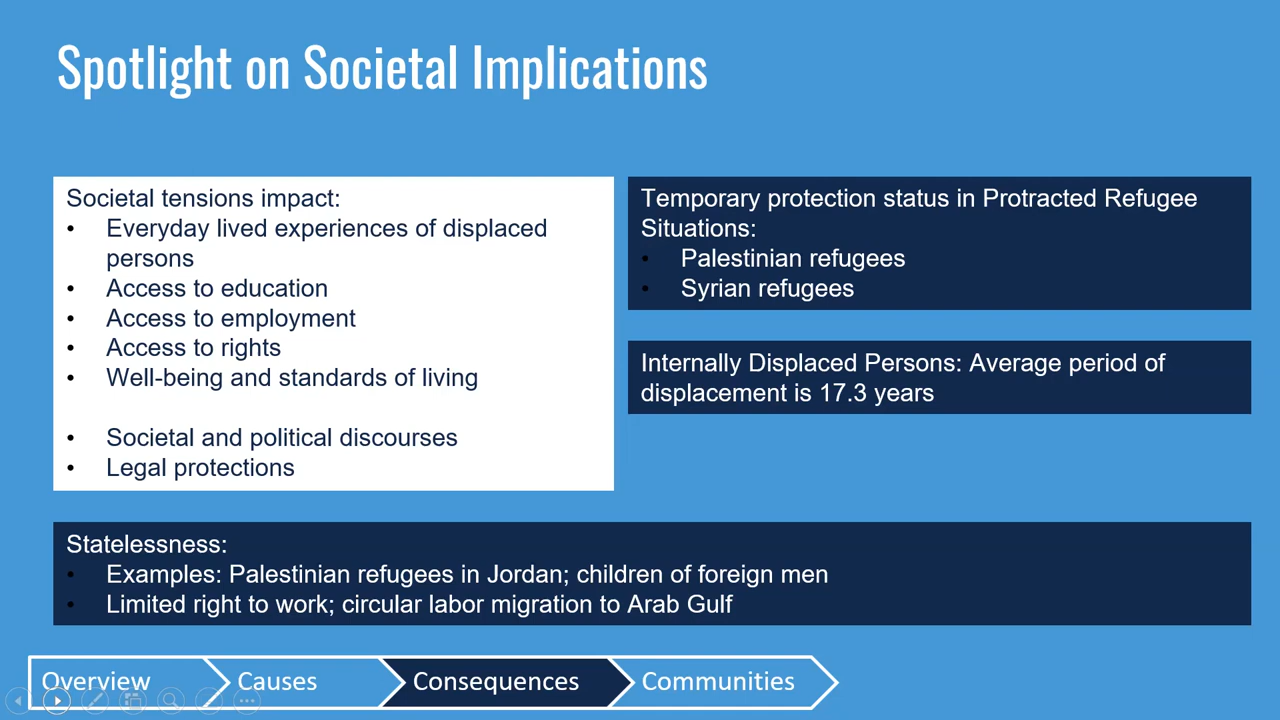 Spotlight on Societal Implications
Societal tensions impact:
• Everyday lived experiences of displaced
persons
• Access to education
• Access to employment
• Access to rights
• Well-being and standards of living
• Societal and political discourses
• Legal protections
Temporary protection status in Protracted Refugee
Situations:
• Palestinian refugees
• Syrian refugees
Internally Displaced Persons: Average period of
displacement is 17.3 years
Statelessness:
• Examples: Palestinian refugees in Jordan; children of foreign men
• Limited right to work; circular labor migration to Arab Gulf
Overview
Causes
Consequences
Communities